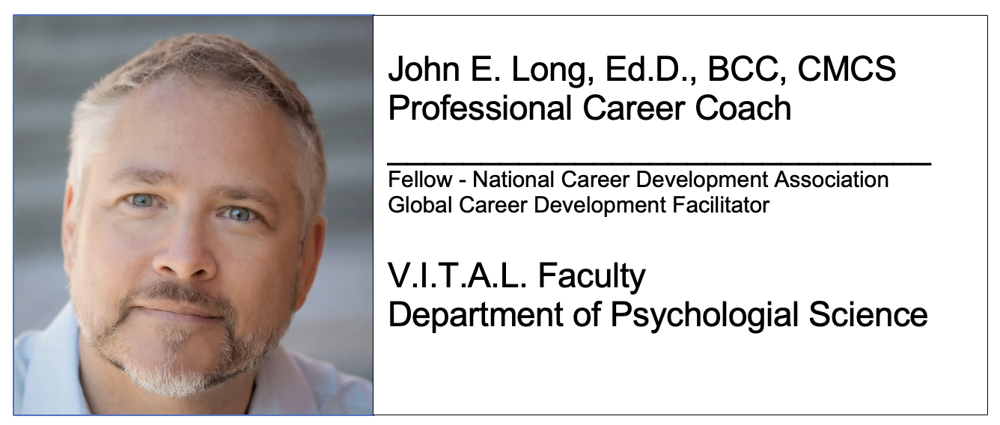 John E. Long, Ed.D., BCC, CMCS
Professional Career Coach
Fellow - National Career Development Association
Global Career Development Facilitator
V.I.T.A.L. Faculty
Department of Psychologial Science